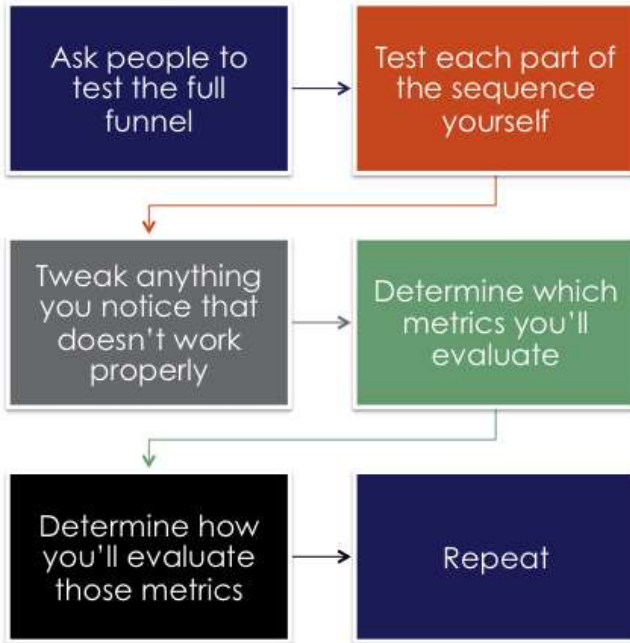 Ask people to
test the full
funnel
Test each part of
the sequence
yourself
Tweak anything
you notice that
doesn't work
properly
Determine which
metrics you'll
evaluate
Determine how
you'll evaluate
those metrics
Repeat